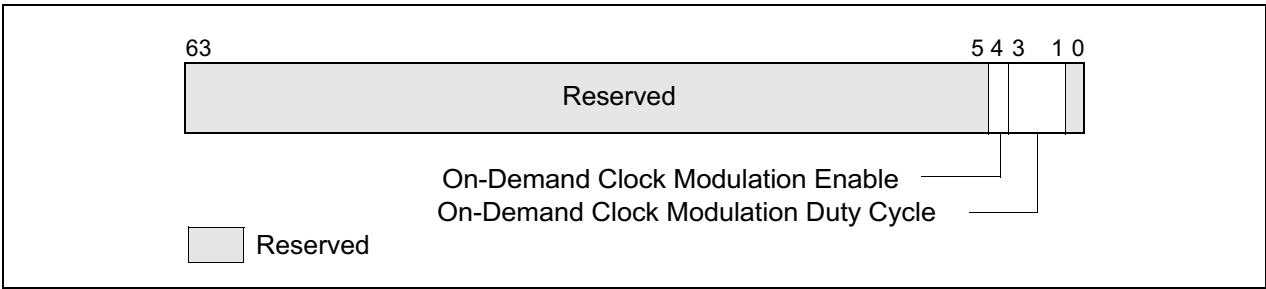 63 5 4 3 1 0
Reserved
On-Demand Clock Modulation Enable
On-Demand Clock Modulation Duty Cycle
Reserved